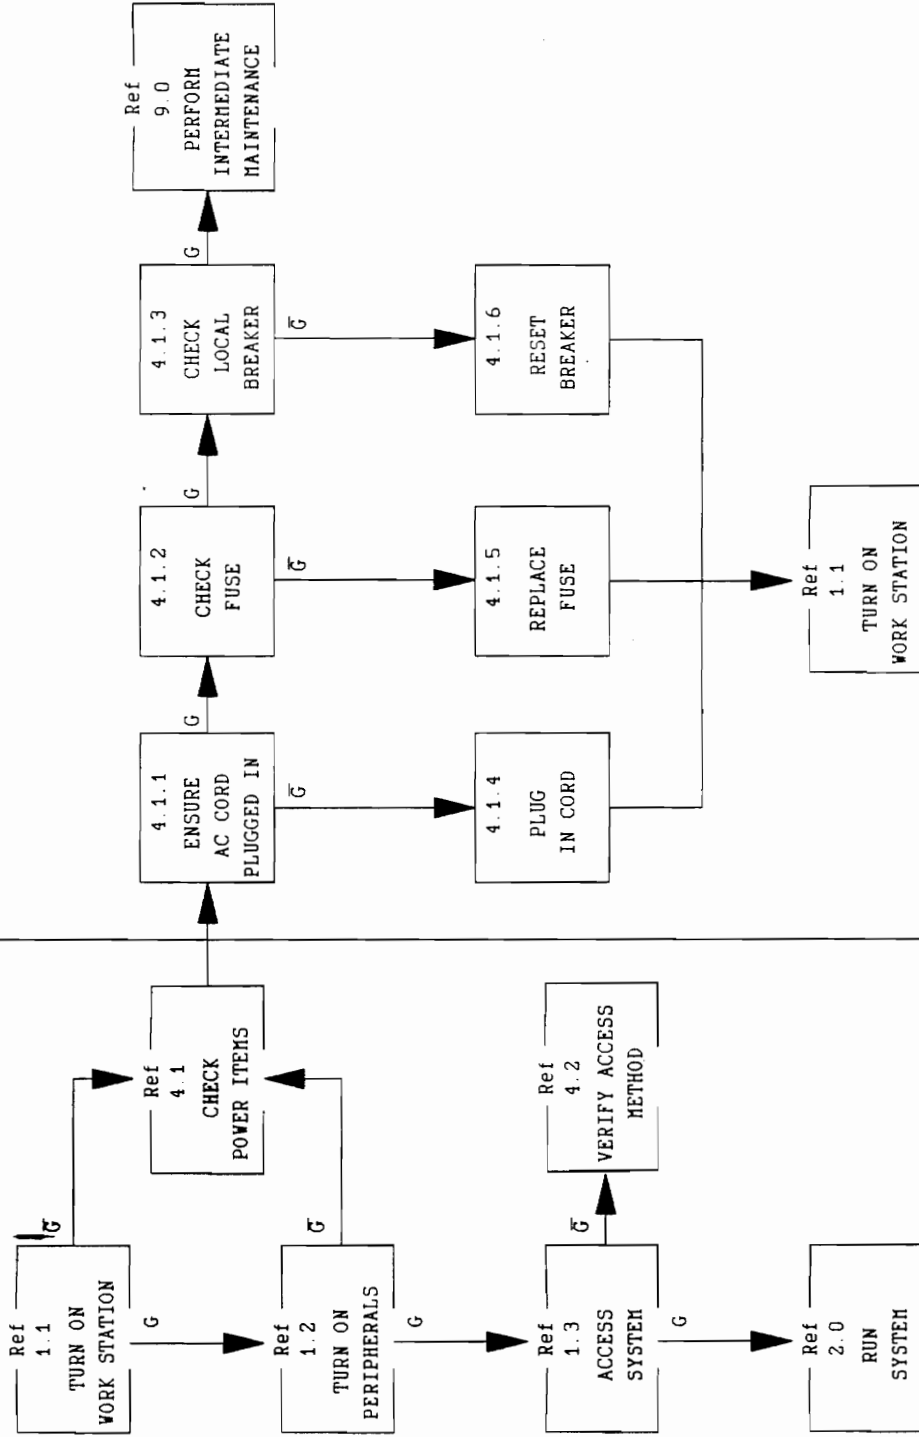 Ref
1.1
TURN ON
WORK STATION
G̅
G
Ref
1.2
TURN ON
PERIPHERALS
G̅
G
Ref
1.3
ACCESS
SYSTEM
G̅
G
Ref
2.0
RUN
SYSTEM
Ref
4.1
CHECK
POWER ITEMS
Ref
4.2
VERIFY ACCESS
METHOD
4.1.1
ENSURE
AC CORD
PLUGGED IN
G
G̅
4.1.2
CHECK
FUSE
G
G̅
4.1.3
CHECK
LOCAL
BREAKER
G
G̅
Ref
9.0
PERFORM
INTERMEDIATE
MAINTENANCE
4.1.4
PLUG
IN CORD
4.1.5
REPLACE
FUSE
4.1.6
RESET
BREAKER
Ref
1.1
TURN ON
WORK STATION